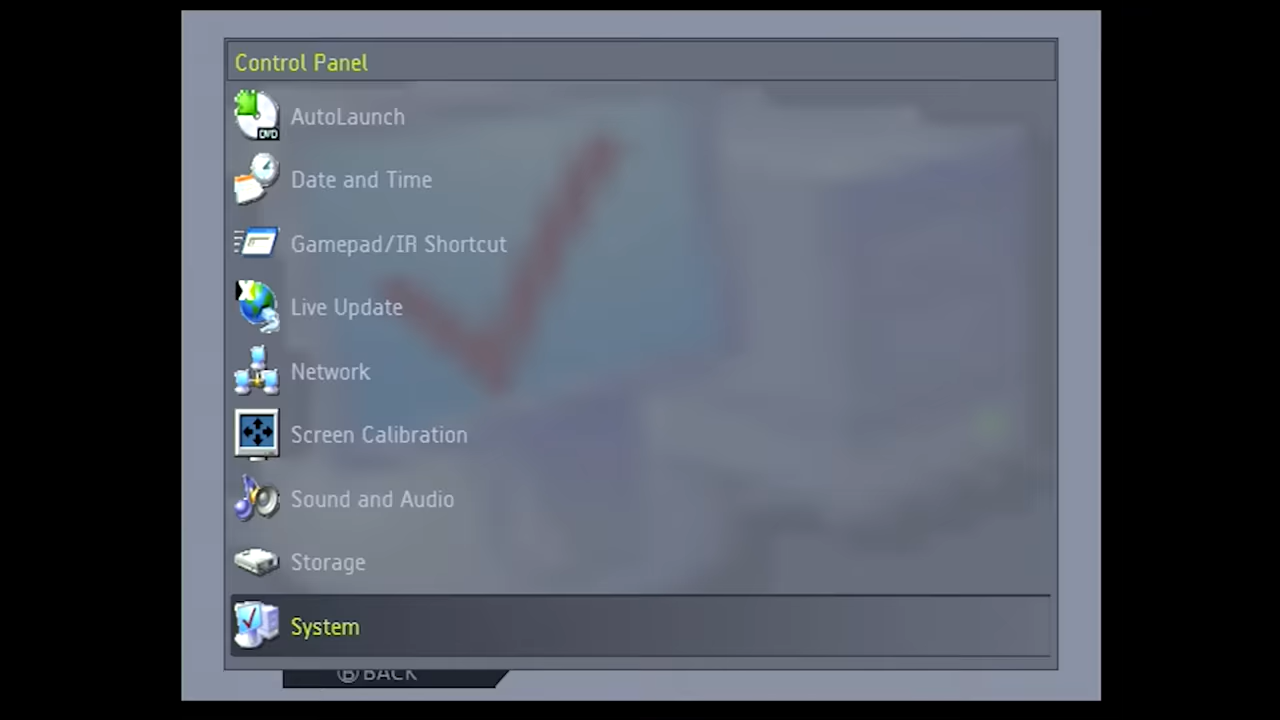 Control Panel
DVD
AutoLaunch
Date and Time
Gamepad/IR Shortcut
Live Update
Network
Screen Calibration
Sound and Audio
Storage
System
B BACK